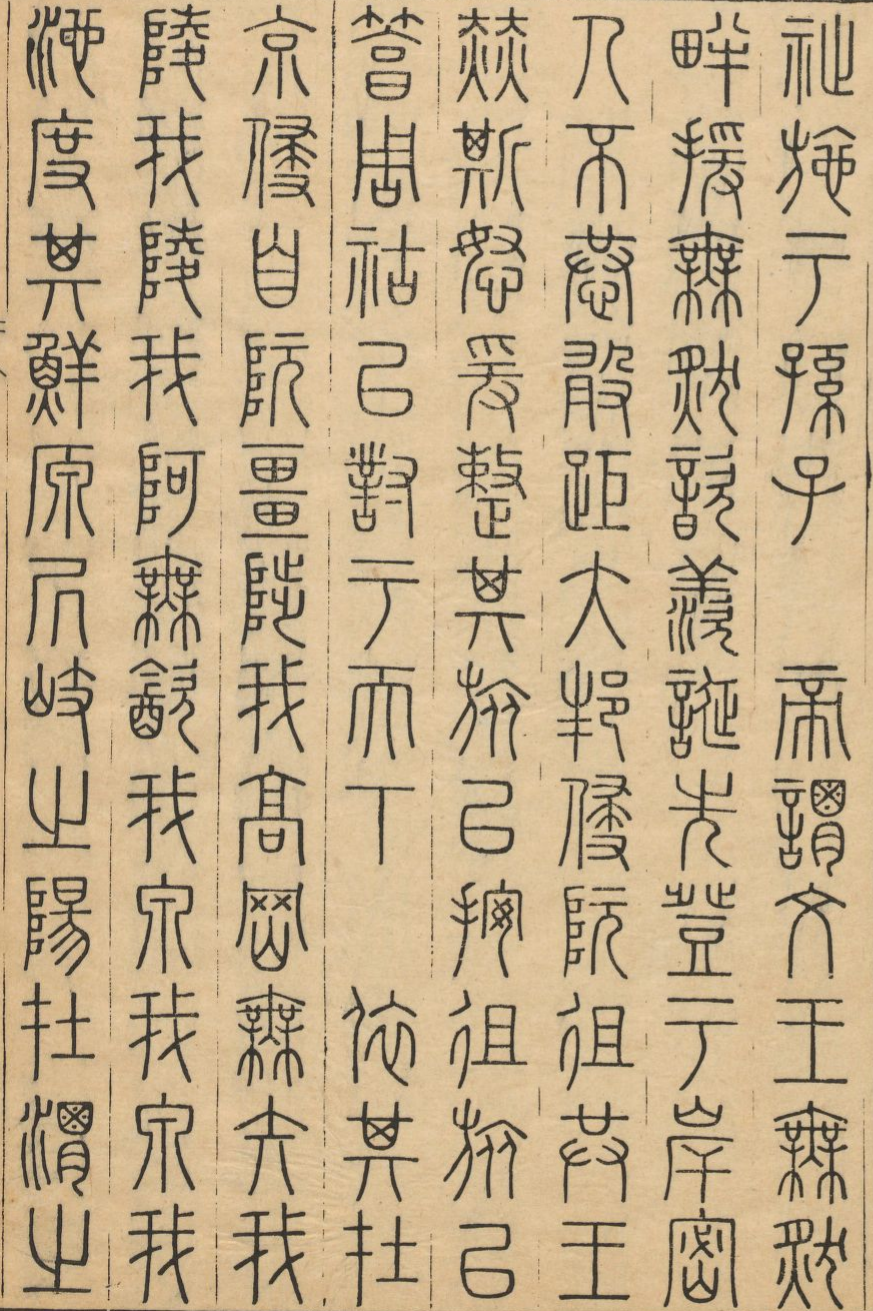 祉施于孫子　帝謂文王無然
畔援無然歆羨誕先登于岸密
人不恭敢距大邦侵阮徂共王
赫斯怒爰整其旅以按徂旅以
篤周祜以對于天下　依其在
京侵自阮疆陟我高岡無矢我
陵我陵我阿無飲我泉我泉我
池度其鮮原居岐之陽在渭之